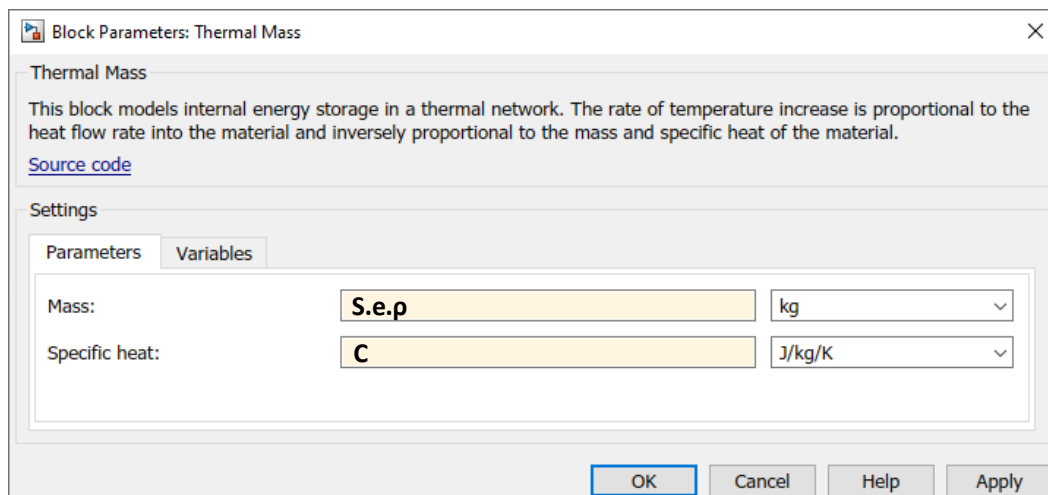 Block Parameters: Thermal Mass
Thermal Mass
This block models internal energy storage in a thermal network. The rate of temperature increase is proportional to the
heat flow rate into the material and inversely proportional to the mass and specific heat of the material.
Source code
Settings
Parameters Variables
Mass: S.e.ρ kg
Specific heat: C J/kg/K
OK Cancel Help Apply